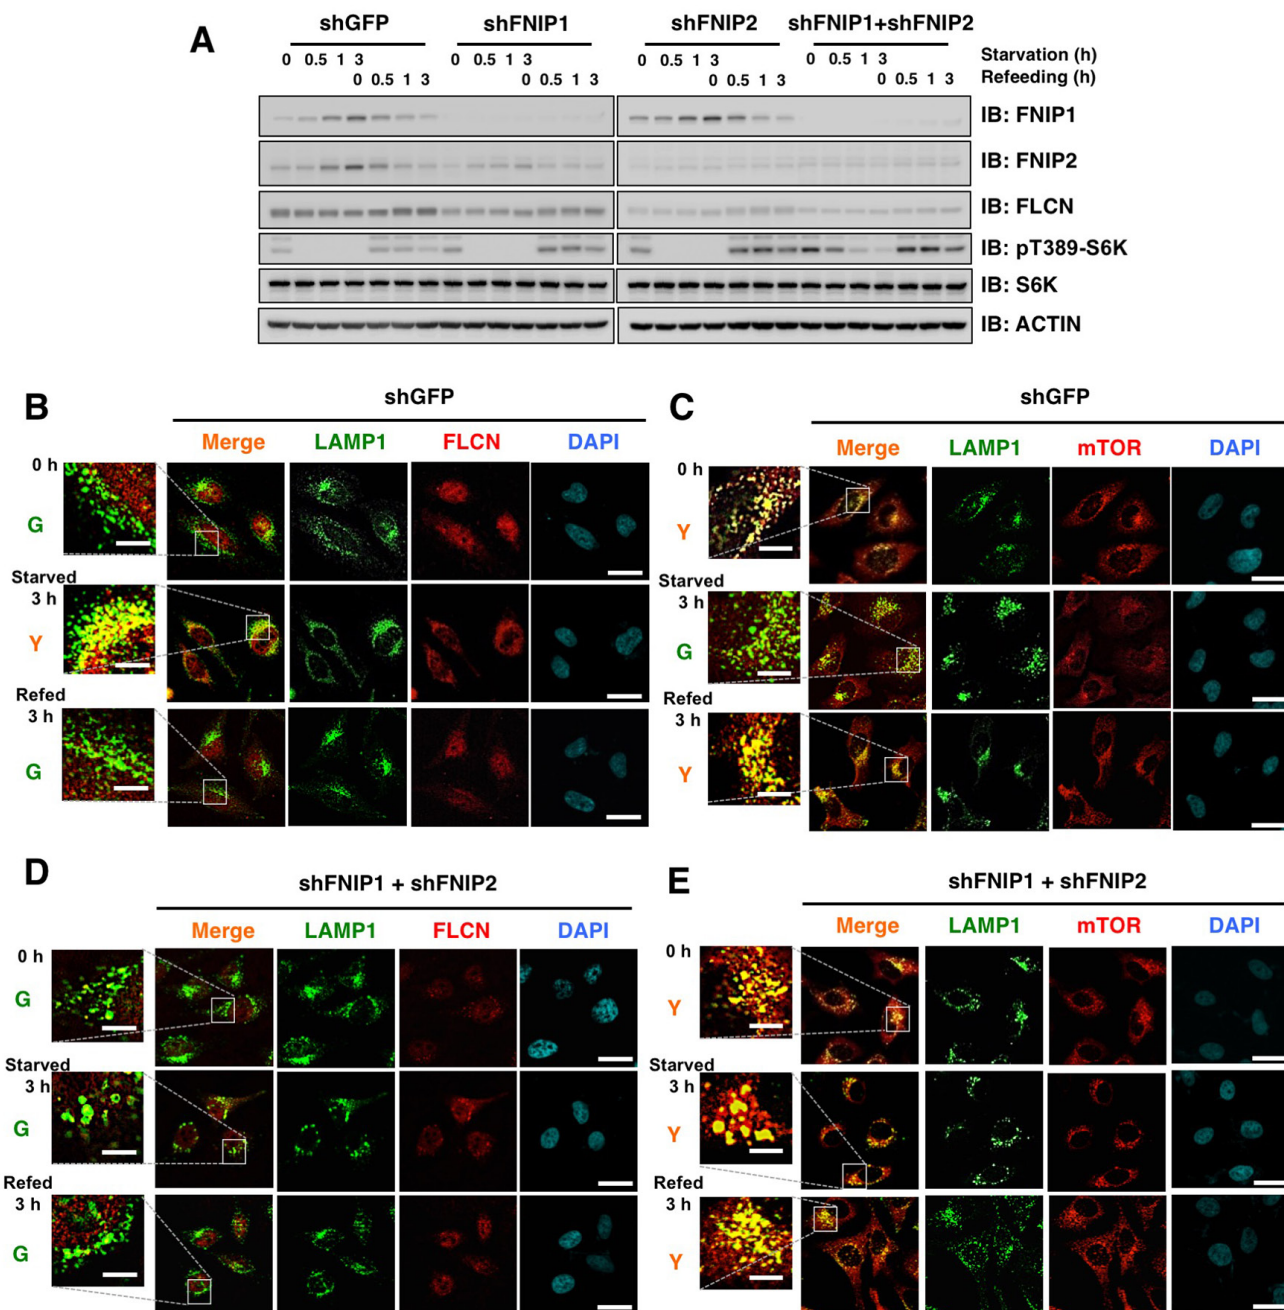 A
shGFP shFNIP1 shFNIP2 shFNIP1+shFNIP2
0 0.5 1 3 0 0.5 1 3 0 0.5 1 3 0 0.5 1 3 Starvation (h)
0 0.5 1 3 0 0.5 1 3 0 0.5 1 3 0 0.5 1 3 Refeeding (h)
IB: FNIP1
IB: FNIP2
IB: FLCN
IB: pT389-S6K
IB: S6K
IB: ACTIN
B
shGFP
Merge LAMP1 FLCN DAPI
0 h
G
Starved
3 h
Y
Refed
3 h
G
C
shGFP
Merge LAMP1 mTOR DAPI
0 h
Y
Starved
3 h
G
Refed
3 h
Y
D
shFNIP1 + shFNIP2
Merge LAMP1 FLCN DAPI
0 h
G
Starved
3 h
G
Refed
3 h
G
E
shFNIP1 + shFNIP2
Merge LAMP1 mTOR DAPI
0 h
Y
Starved
3 h
Y
Refed
3 h
Y